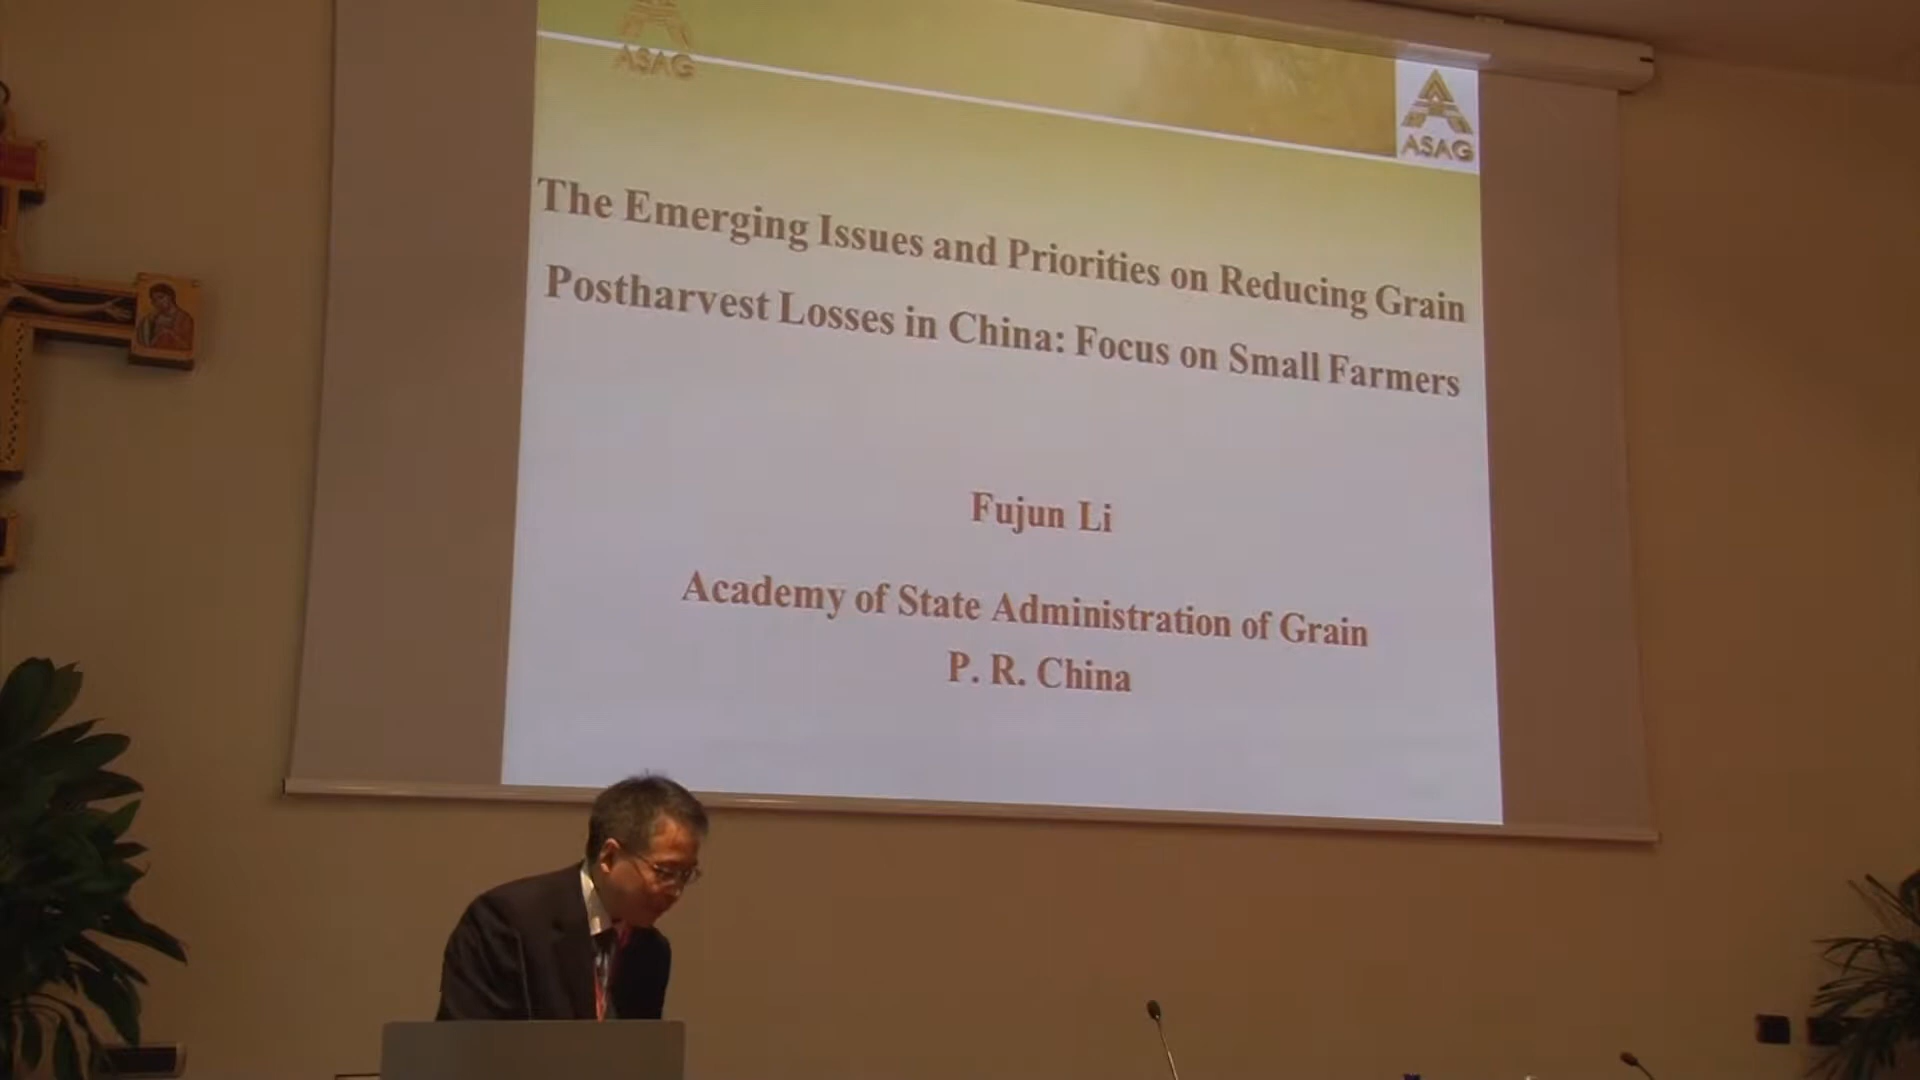 ASAG
ASAG
The Emerging Issues and Priorities on Reducing Grain
Postharvest Losses in China: Focus on Small Farmers
Fujun Li
Academy of State Administration of Grain
P. R. China